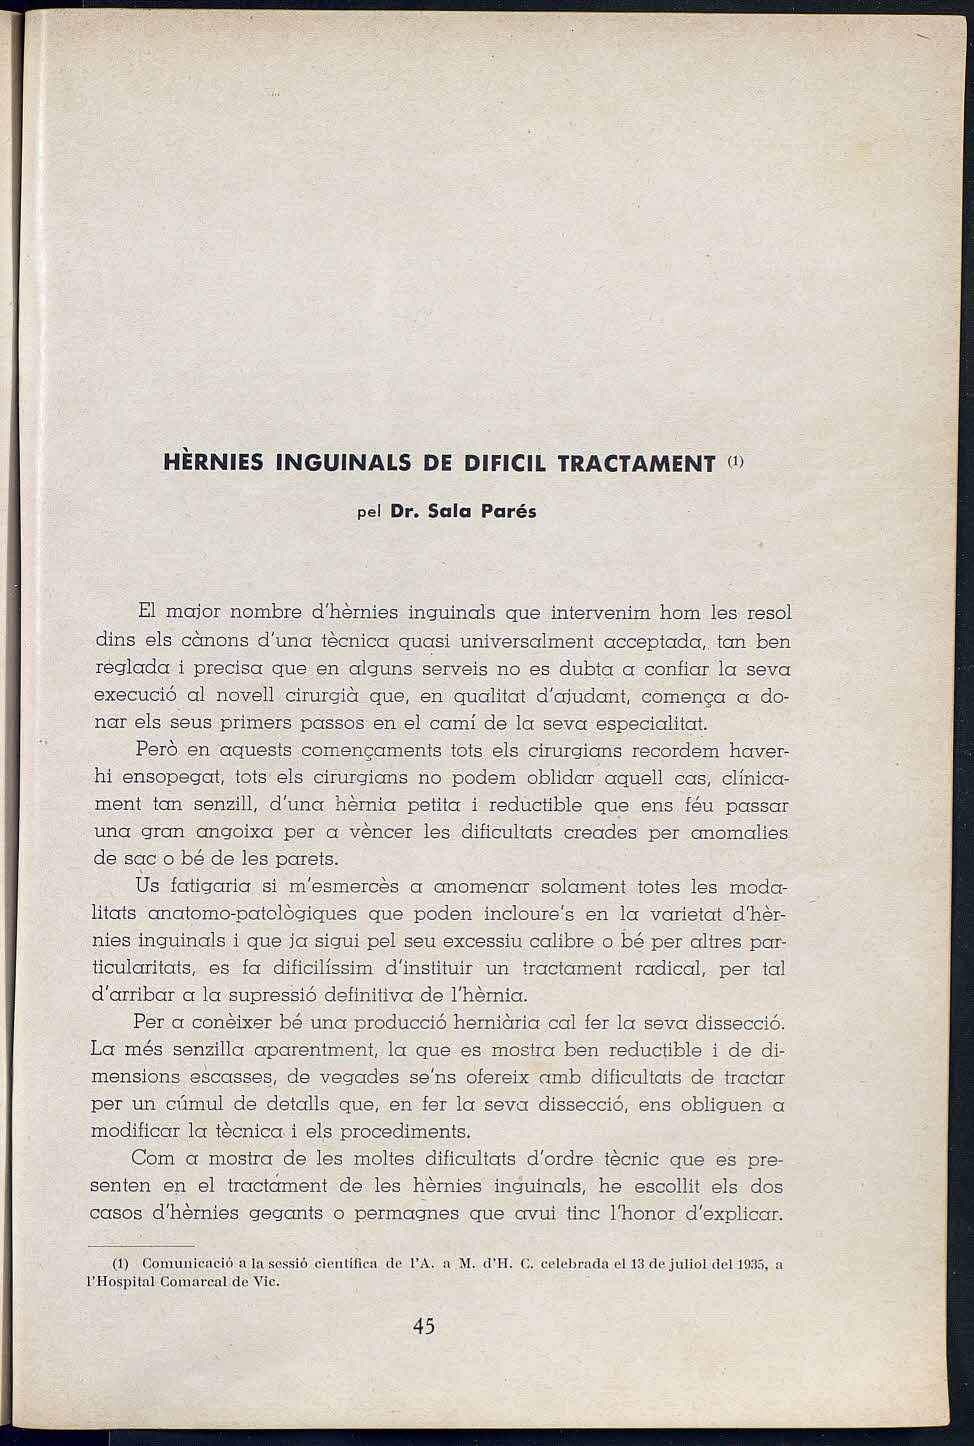 HÈRNIES INGUINALS DE DIFICIL TRACTAMENT (1)
pel Dr. Sala Parés
El major nombre d'hèrnies inguinals que intervenim hom les resol
dins els cànons d'una tècnica quasi universalment acceptada, tan ben
reglada i precisa que en alguns serveis no es dubta a confiar la seva
execució al novell cirurgià que, en qualitat d'ajudant, comença a do-
nar els seus primers passos en el camí de la seva especialitat.
Però en aquests començaments tots els cirurgians recordem haver-
hi ensopegat, tots els cirurgians no podem oblidar aquell cas, clínica-
ment tan senzill, d'una hèrnia petita i reductible que ens féu passar
una gran angoixa per a vèncer les dificultats creades per anomalies
de sac o bé de les parets.
Us fatigaria si m'esmercès a anomenar solament totes les moda-
litats anatomo-patològiques que poden incloure's en la varietat d'hèr-
nies inguinals i que ja sigui pel seu excessiu calibre o bé per altres par-
ticularitats, es fa dificilíssim d'instituir un tractament radical, per tal
d'arribar a la supressió definitiva de l'hèrnia.
Per a conèixer bé una producció herniària cal fer la seva dissecció.
La més senzilla aparentment, la que es mostra ben reductible i de di-
mensions escasses, de vegades se'ns ofereix amb dificultats de tractar
per un cúmul de detalls que, en fer la seva dissecció, ens obliguen a
modificar la tècnica i els procediments.
Com a mostra de les moltes dificultats d'ordre tècnic que es pre-
senten en el tractament de les hèrnies inguinals, he escollit els dos
casos d'hèrnies gegants o permagnes que avui tinc l'honor d'explicar.
(1) Comunicació a la sessió científica de l'A. a M. d'H. C. celebrada el 13 de juliol del 1935, a
l'Hospital Comarcal de Vic.
45